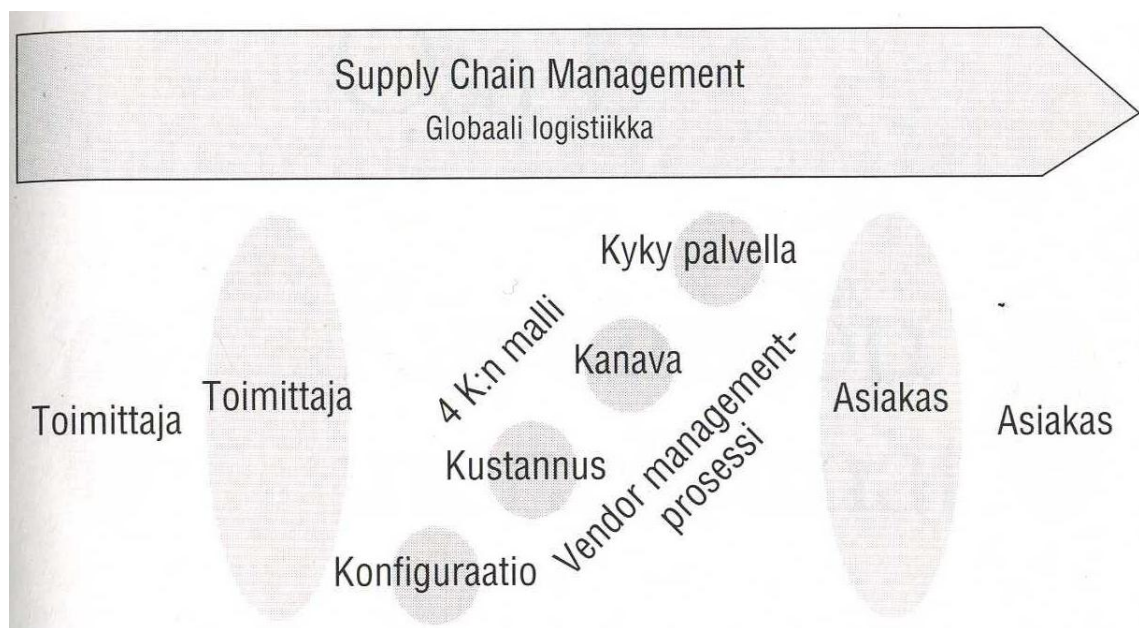 Supply Chain Management
Globaali logistiikka
Kyky palvella
4 K:n malli
Kanava
Vendor management-
prosessi
Toimittaja
Toimittaja
Asiakas
Asiakas
Kustannus
Konfiguraatio